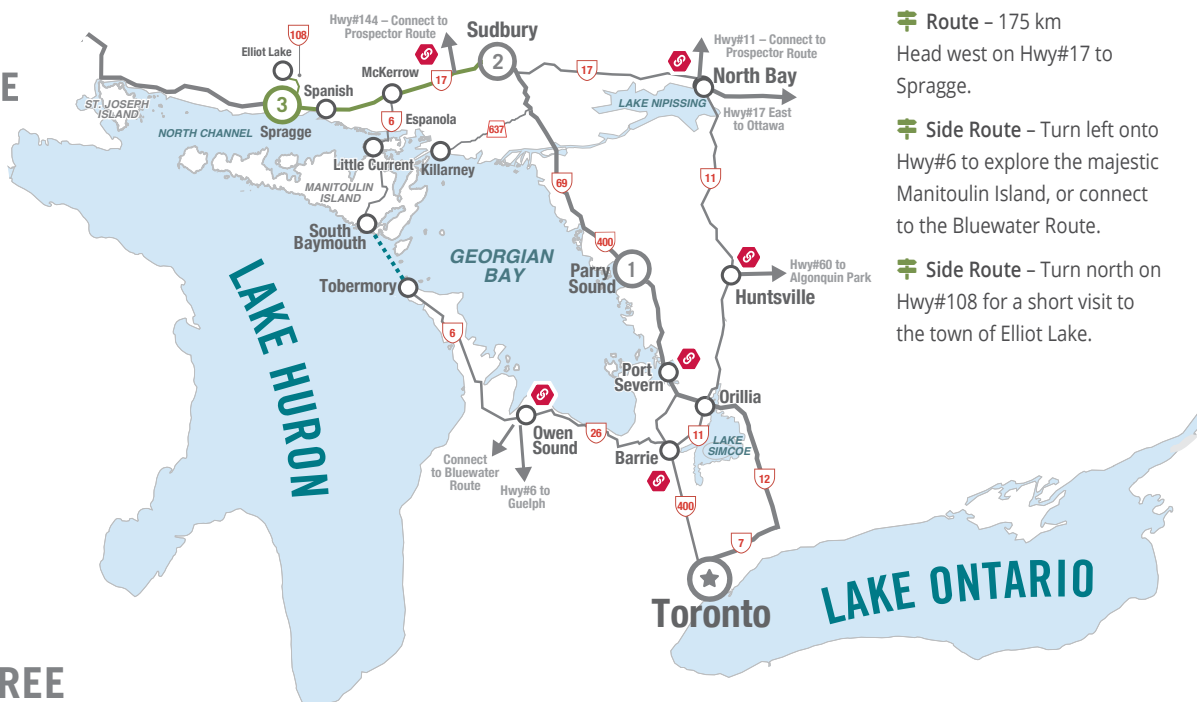 Hwy#144 – Connect to
Prospector Route
Sudbury
2
108
Elliot Lake
McKerrow
17
17
Hwy#11 – Connect to
Prospector Route
North Bay
LAKE NIPISSING
Hwy#17 East
to Ottawa
E
ST. JOSEPH
ISLAND
3
Spragge
Spanish
NORTH CHANNEL
6
Espanola
637
Little Current
Killarney
MANITOULIN
ISLAND
69
11
South
Baymouth
400
GEORGIAN
BAY
Parry
Sound
1
Hwy#60 to
Algonquin Park
Huntsville
Tobermory
LAKE HURON
6
Port
Severn
Orillia
Owen
Sound
26
Barrie
11
LAKE
SIMCOE
Connect
to Bluewater
Route
Hwy#6 to
Guelph
12
400
7
Toronto
LAKE ONTARIO
REE
Route – 175 km
Head west on Hwy#17 to
Spragge.
Side Route – Turn left onto
Hwy#6 to explore the majestic
Manitoulin Island, or connect
to the Bluewater Route.
Side Route – Turn north on
Hwy#108 for a short visit to
the town of Elliot Lake.